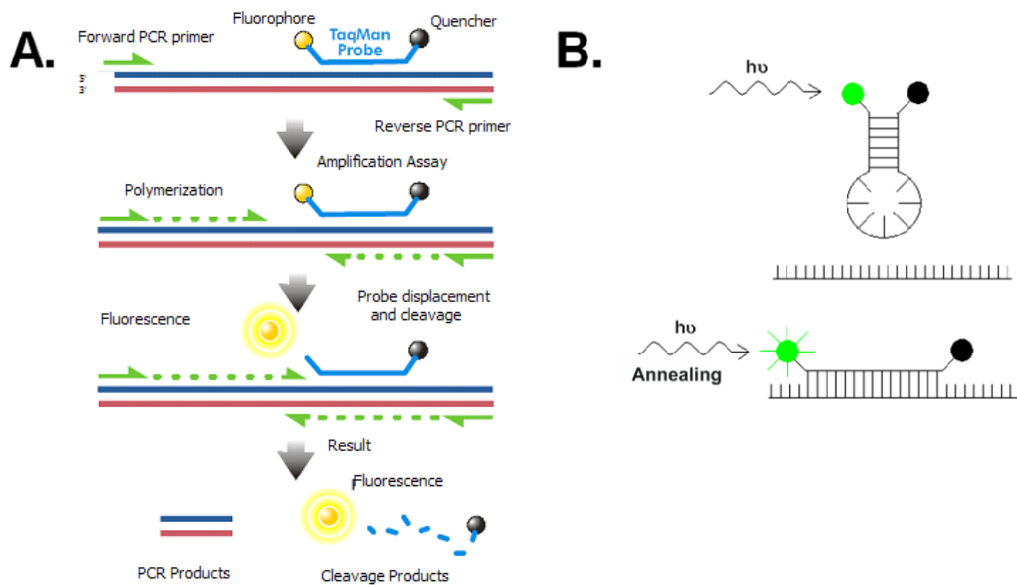 A.
Forward PCR primer
Fluorophore
TaqMan
Probe
Quencher
5'
3'
Reverse PCR primer
Amplification Assay
Polymerization
Probe displacement
and cleavage
Fluorescence
Result
Fluorescence
PCR Products
Cleavage Products
B.
hυ
hυ
Annealing